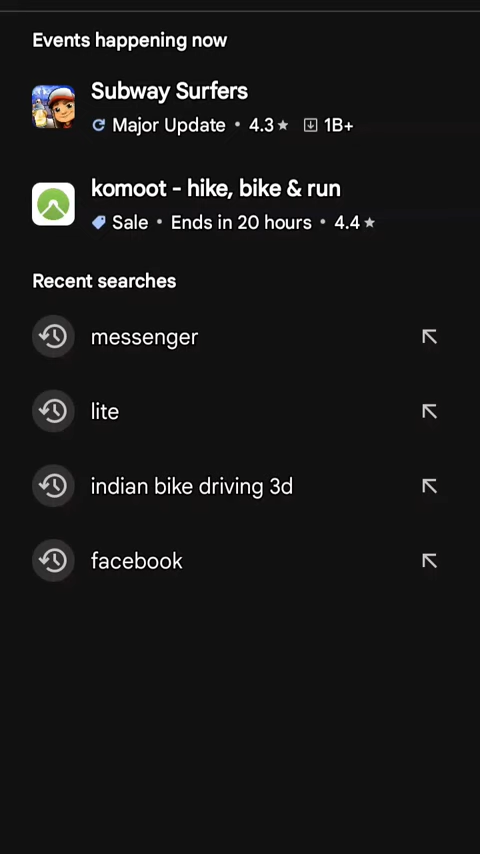 Events happening now
Subway Surfers
Major Update • 4.3★ 1B+
komoot - hike, bike & run
Sale • Ends in 20 hours • 4.4★
Recent searches
messenger
lite
indian bike driving 3d
facebook